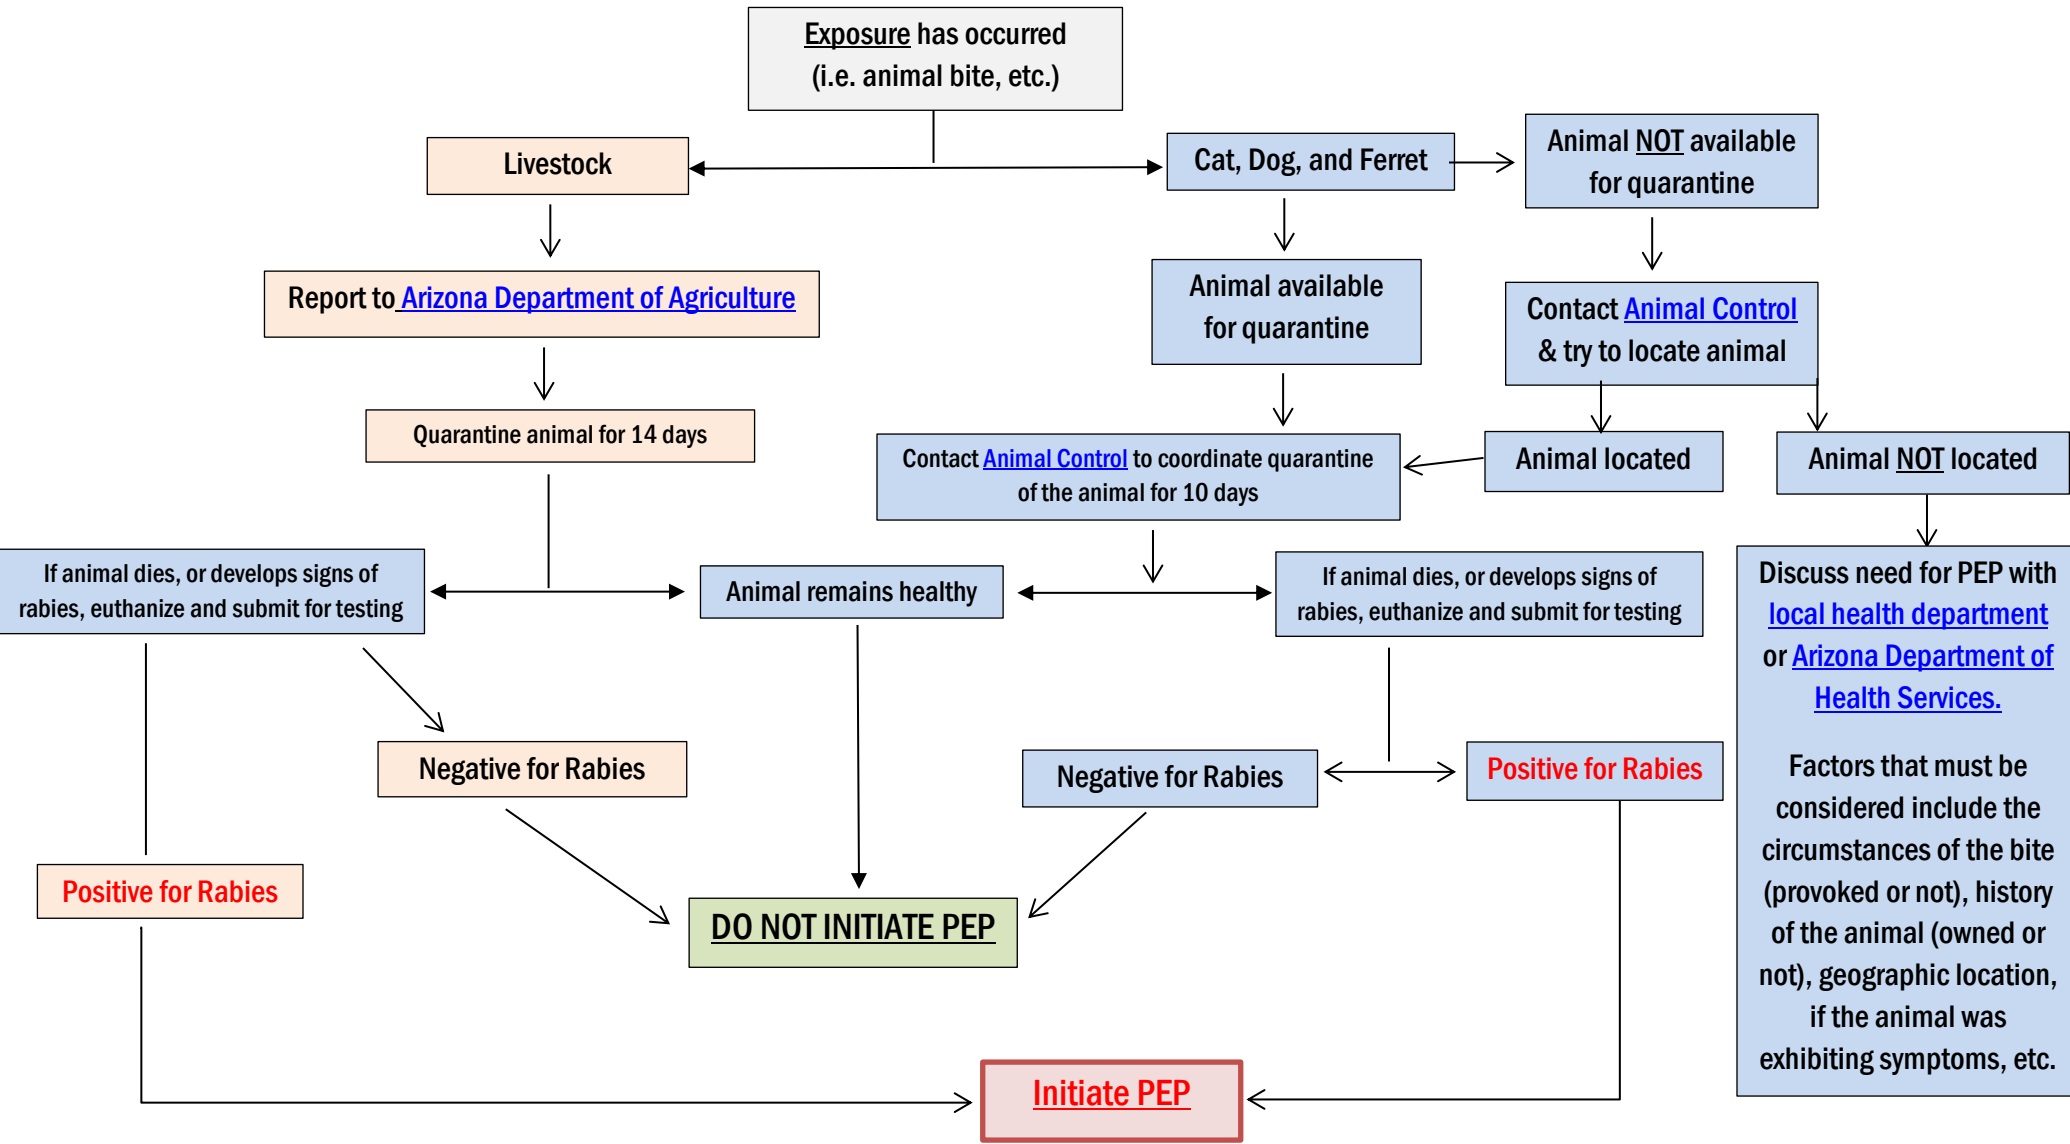 Exposure has occurred
(i.e. animal bite, etc.)
Livestock
Cat, Dog, and Ferret
Animal NOT available
for quarantine
Report to Arizona Department of Agriculture
Animal available
for quarantine
Contact Animal Control
& try to locate animal
Quarantine animal for 14 days
Contact Animal Control to coordinate quarantine
of the animal for 10 days
Animal located
Animal NOT located
If animal dies, or develops signs of
rabies, euthanize and submit for testing
Animal remains healthy
If animal dies, or develops signs of
rabies, euthanize and submit for testing
Discuss need for PEP with
local health department
or Arizona Department of
Health Services.
Factors that must be
considered include the
circumstances of the bite
(provoked or not), history
of the animal (owned or
not), geographic location,
if the animal was
exhibiting symptoms, etc.
Negative for Rabies
Negative for Rabies
Positive for Rabies
Positive for Rabies
DO NOT INITIATE PEP
Initiate PEP